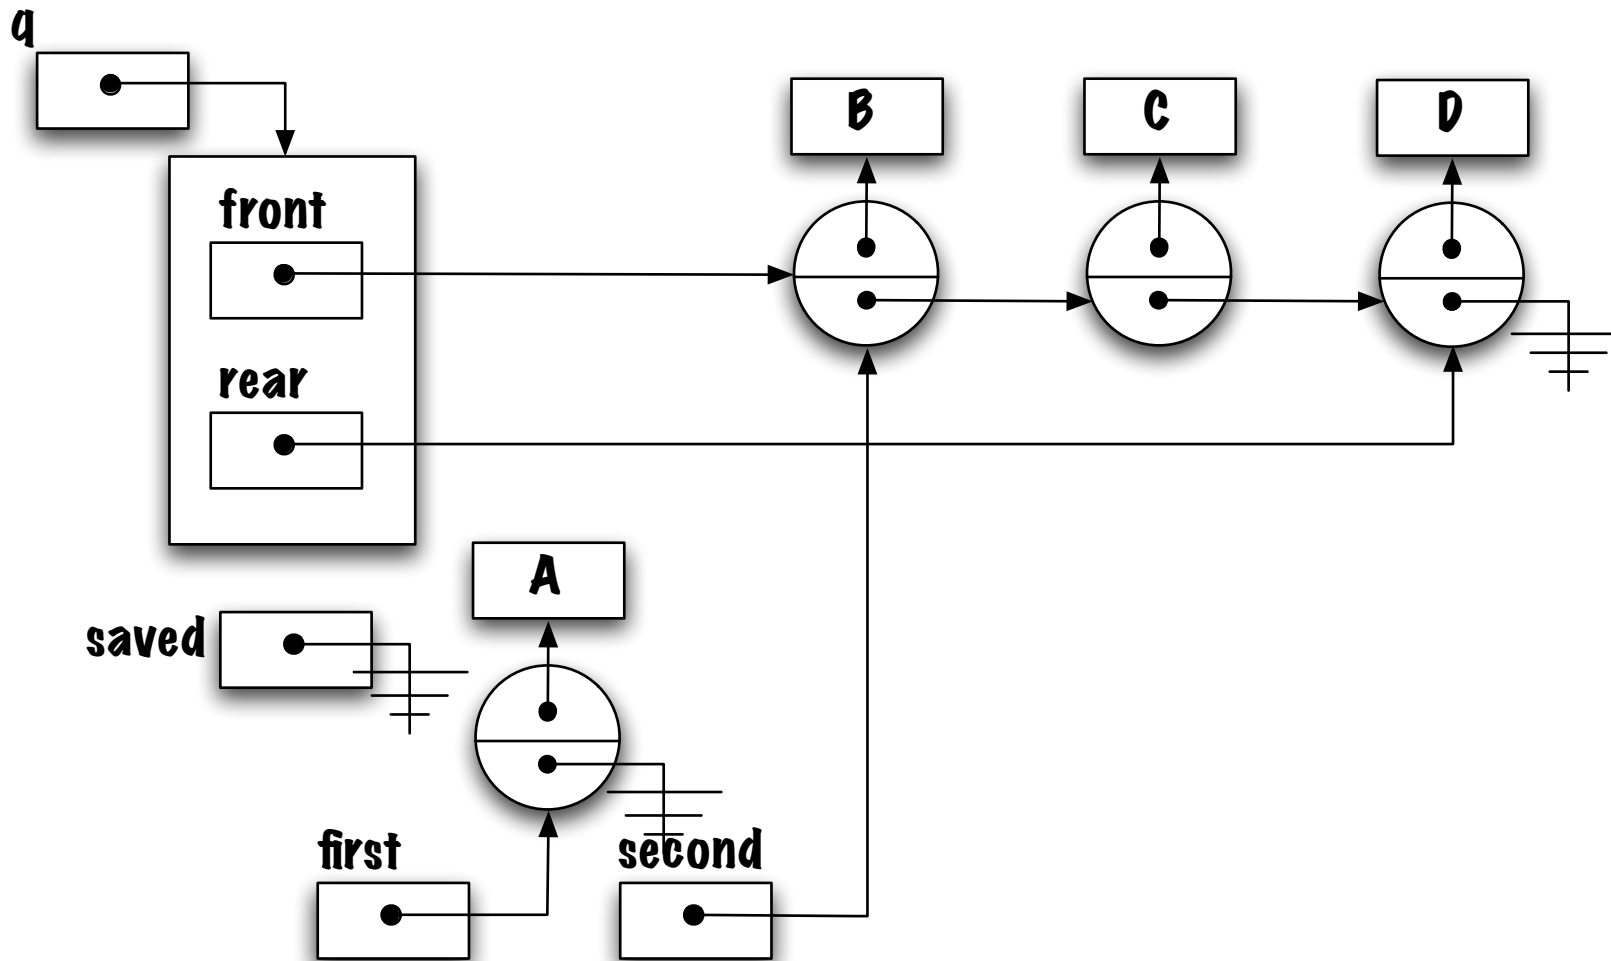 q
B
C
D
front
rear
A
saved
first
second